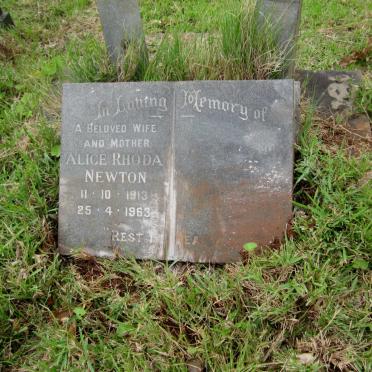 In Loving Memory of
A Beloved Wife
and Mother
Alice Rhoda
Newton
11 · 10 · 1913
25 · 4 · 1963
"Rest